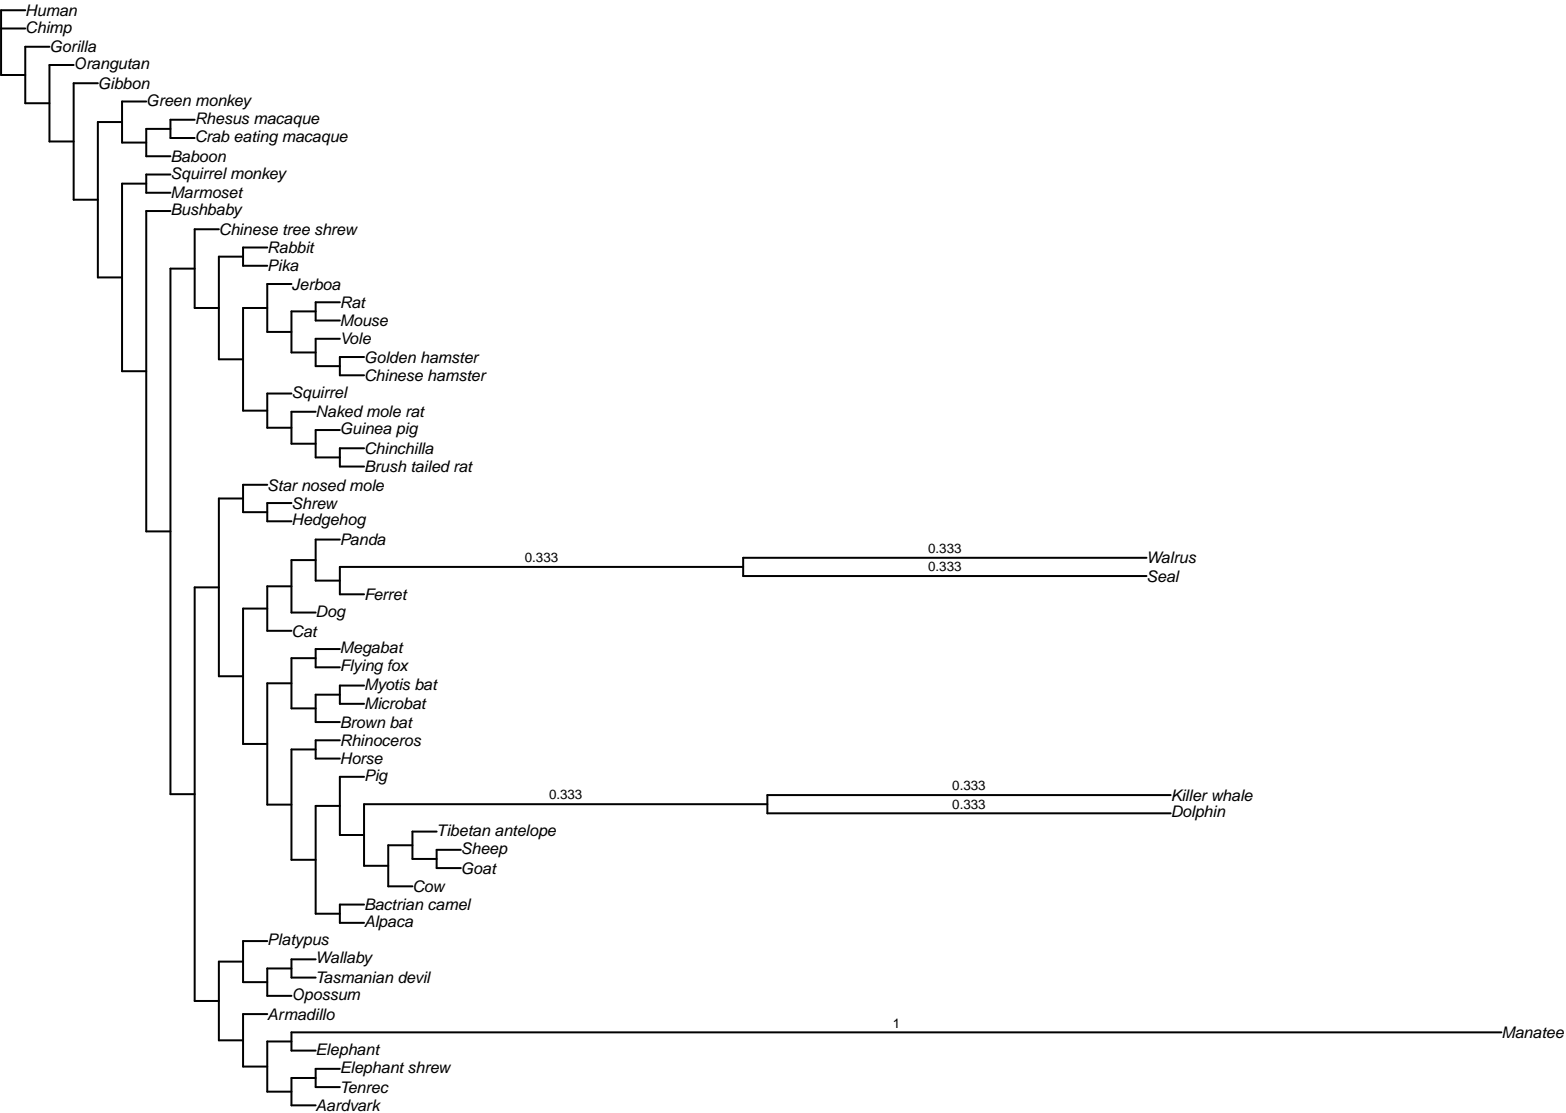 Human
Chimp
Gorilla
Orangutan
Gibbon
Green monkey
Rhesus macaque
Crab eating macaque
Baboon
Squirrel monkey
Marmoset
Bushbaby
Chinese tree shrew
Rabbit
Pika
Jerboa
Rat
Mouse
Vole
Golden hamster
Chinese hamster
Squirrel
Naked mole rat
Guinea pig
Chinchilla
Brush tailed rat
Star nosed mole
Shrew
Hedgehog
Panda
0.333
0.333
Walrus
0.333
Seal
Ferret
Dog
Cat
Megabat
Flying fox
Myotis bat
Microbat
Brown bat
Rhinoceros
Horse
Pig
0.333
0.333
Killer whale
0.333
Dolphin
Tibetan antelope
Sheep
Goat
Cow
Bactrian camel
Alpaca
Platypus
Wallaby
Tasmanian devil
Opossum
Armadillo
1
Manatee
Elephant
Elephant shrew
Tenrec
Aardvark